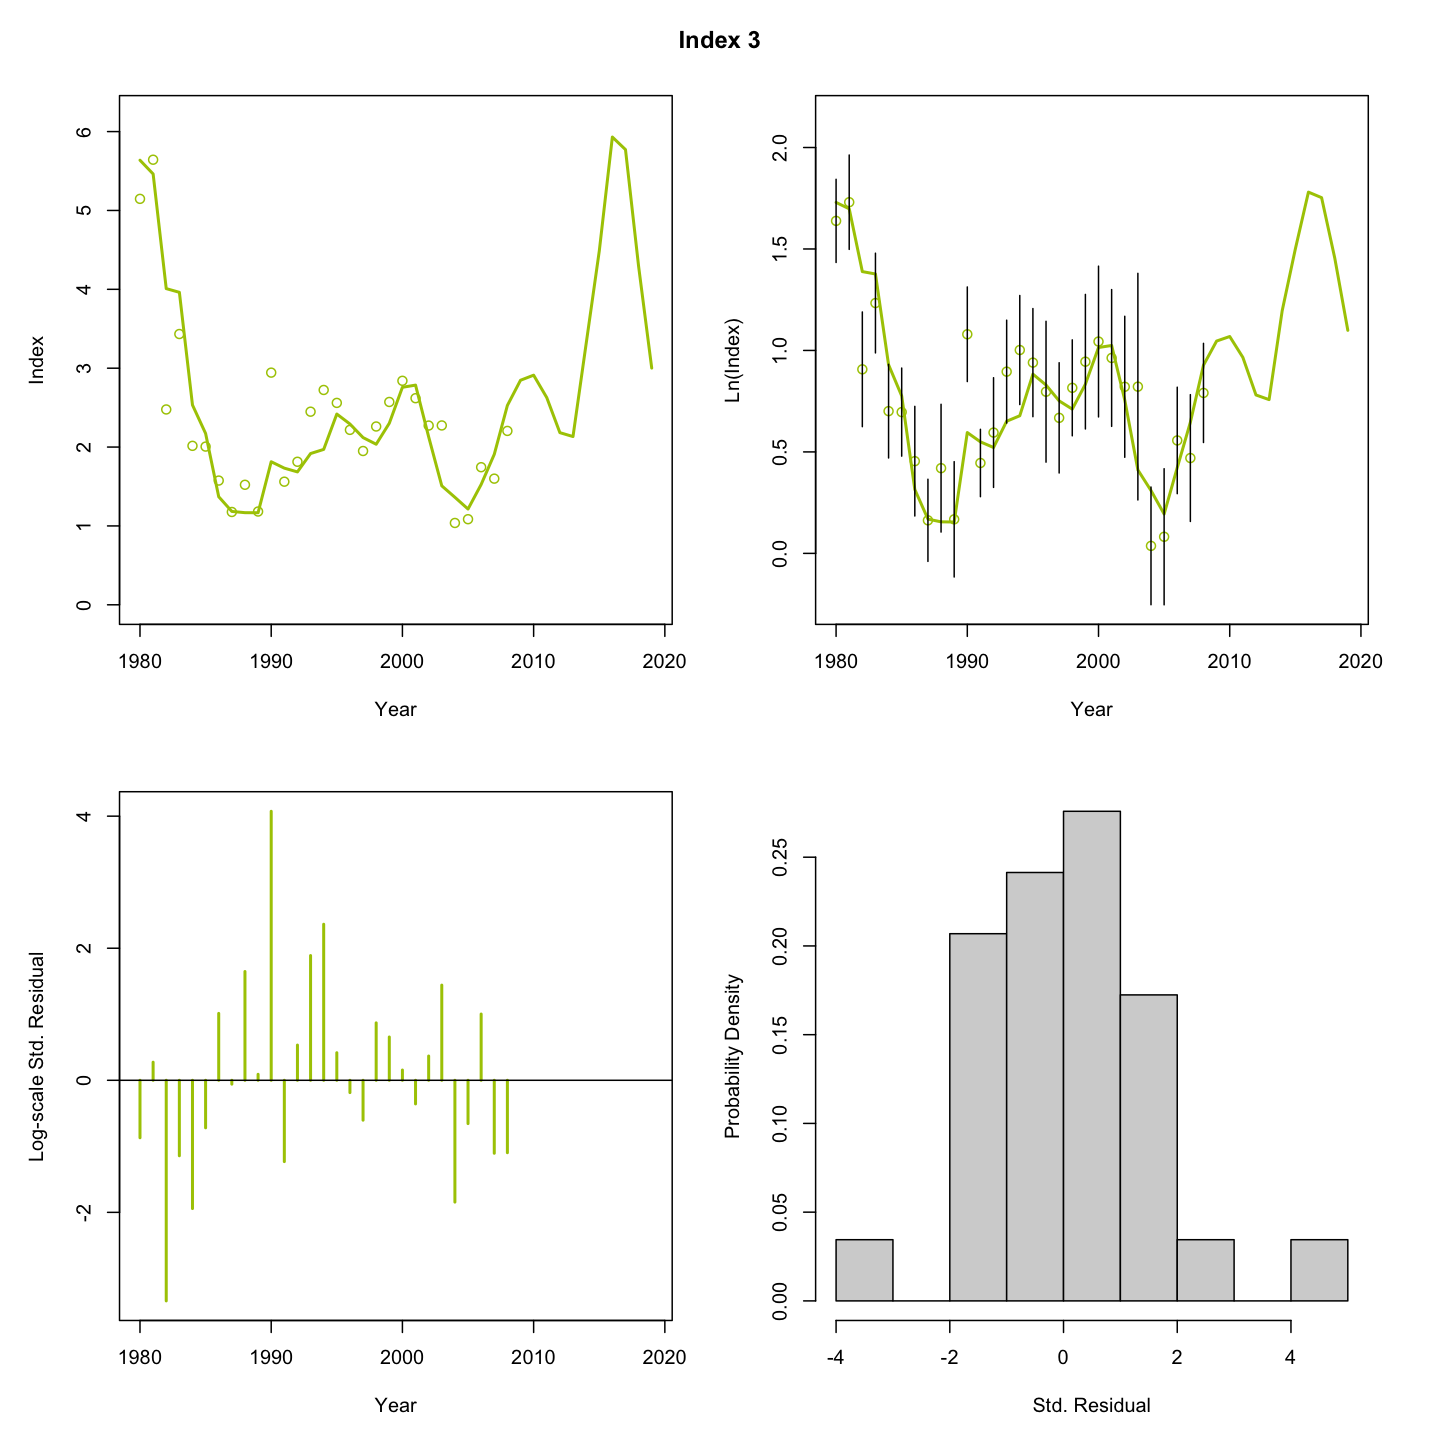 Index 3
6
5
4
3
2
1
0
Index
1980 1990 2000 2010 2020
Year
2.0
1.5
1.0
0.5
0.0
Ln(Index)
1980 1990 2000 2010 2020
Year
4
2
0
-2
Log-scale Std. Residual
1980 1990 2000 2010 2020
Year
0.25
0.20
0.15
0.10
0.05
0.00
Probability Density
-4 -2 0 2 4
Std. Residual